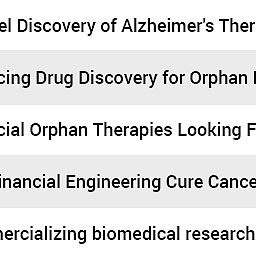 el Discovery of Alzheimer's Ther
cing Drug Discovery for Orphan
cial Orphan Therapies Looking F
inancial Engineering Cure Cance
ercializing biomedical research